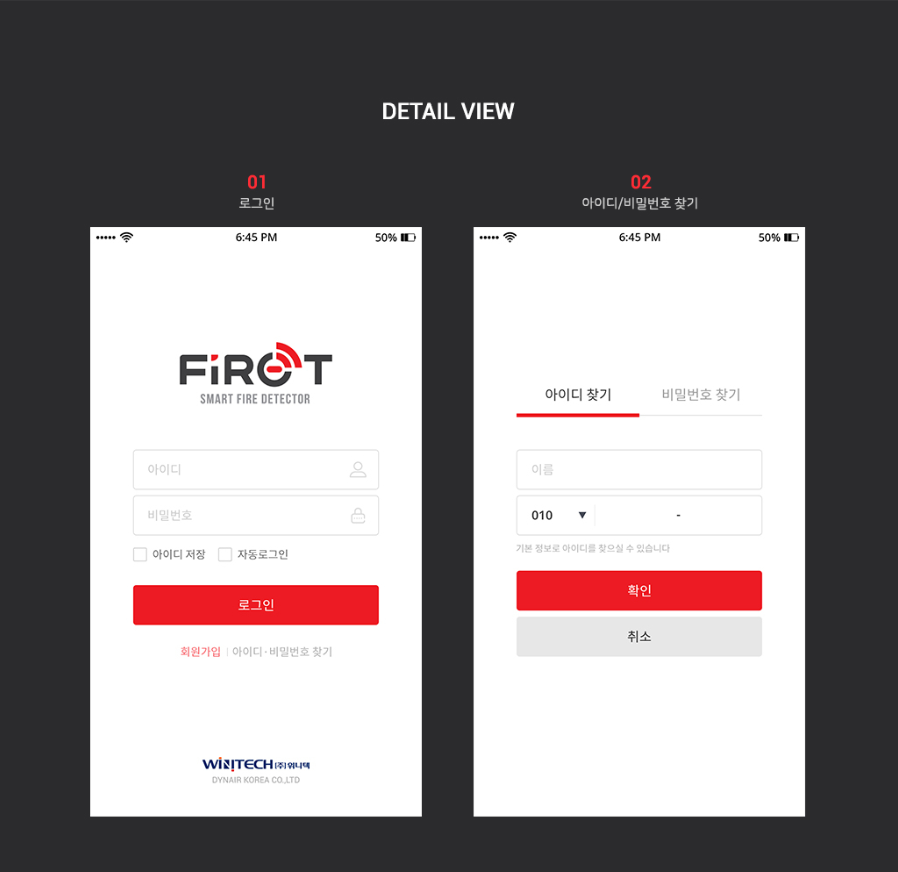 DETAIL VIEW
01
로그인
6:45 PM
50%
FiROT
SMART FIRE DETECTOR
아이디
비밀번호
아이디 저장
자동로그인
로그인
회원가입 | 아이디 · 비밀번호 찾기
WINITECH (주)위니텍
DYNAIR KOREA CO.,LTD
02
아이디/비밀번호 찾기
6:45 PM
50%
아이디 찾기
비밀번호 찾기
이름
010 ▼ -
기본 정보로 아이디를 찾으실 수 있습니다
확인
취소